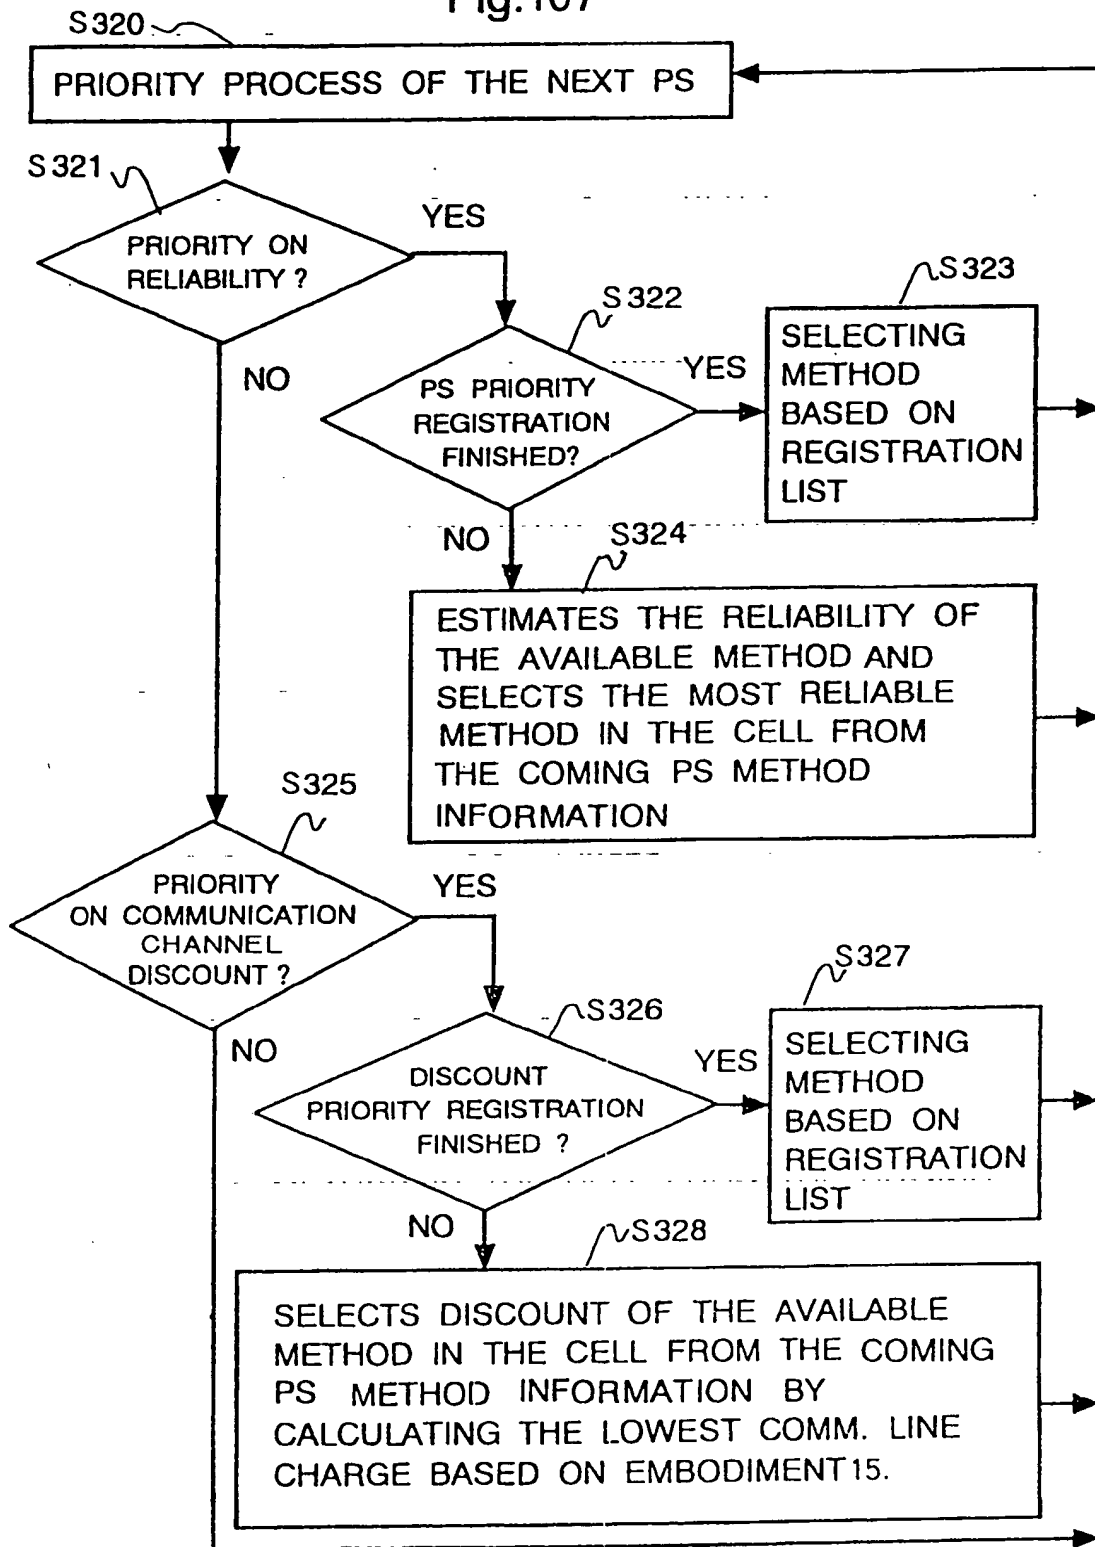 Fig.107
S320
PRIORITY PROCESS OF THE NEXT PS
S321
PRIORITY ON
RELIABILITY ?
YES
NO
S322
PS PRIORITY
REGISTRATION
FINISHED?
YES
NO
S323
SELECTING
METHOD
BASED ON
REGISTRATION
LIST
S324
ESTIMATES THE RELIABILITY OF
THE AVAILABLE METHOD AND
SELECTS THE MOST RELIABLE
METHOD IN THE CELL FROM
THE COMING PS METHOD
INFORMATION
S325
PRIORITY
ON COMMUNICATION
CHANNEL
DISCOUNT ?
YES
NO
S326
DISCOUNT
PRIORITY REGISTRATION
FINISHED ?
YES
NO
S327
SELECTING
METHOD
BASED ON
REGISTRATION
LIST
S328
SELECTS DISCOUNT OF THE AVAILABLE
METHOD IN THE CELL FROM THE COMING
PS METHOD INFORMATION BY
CALCULATING THE LOWEST COMM. LINE
CHARGE BASED ON EMBODIMENT15.